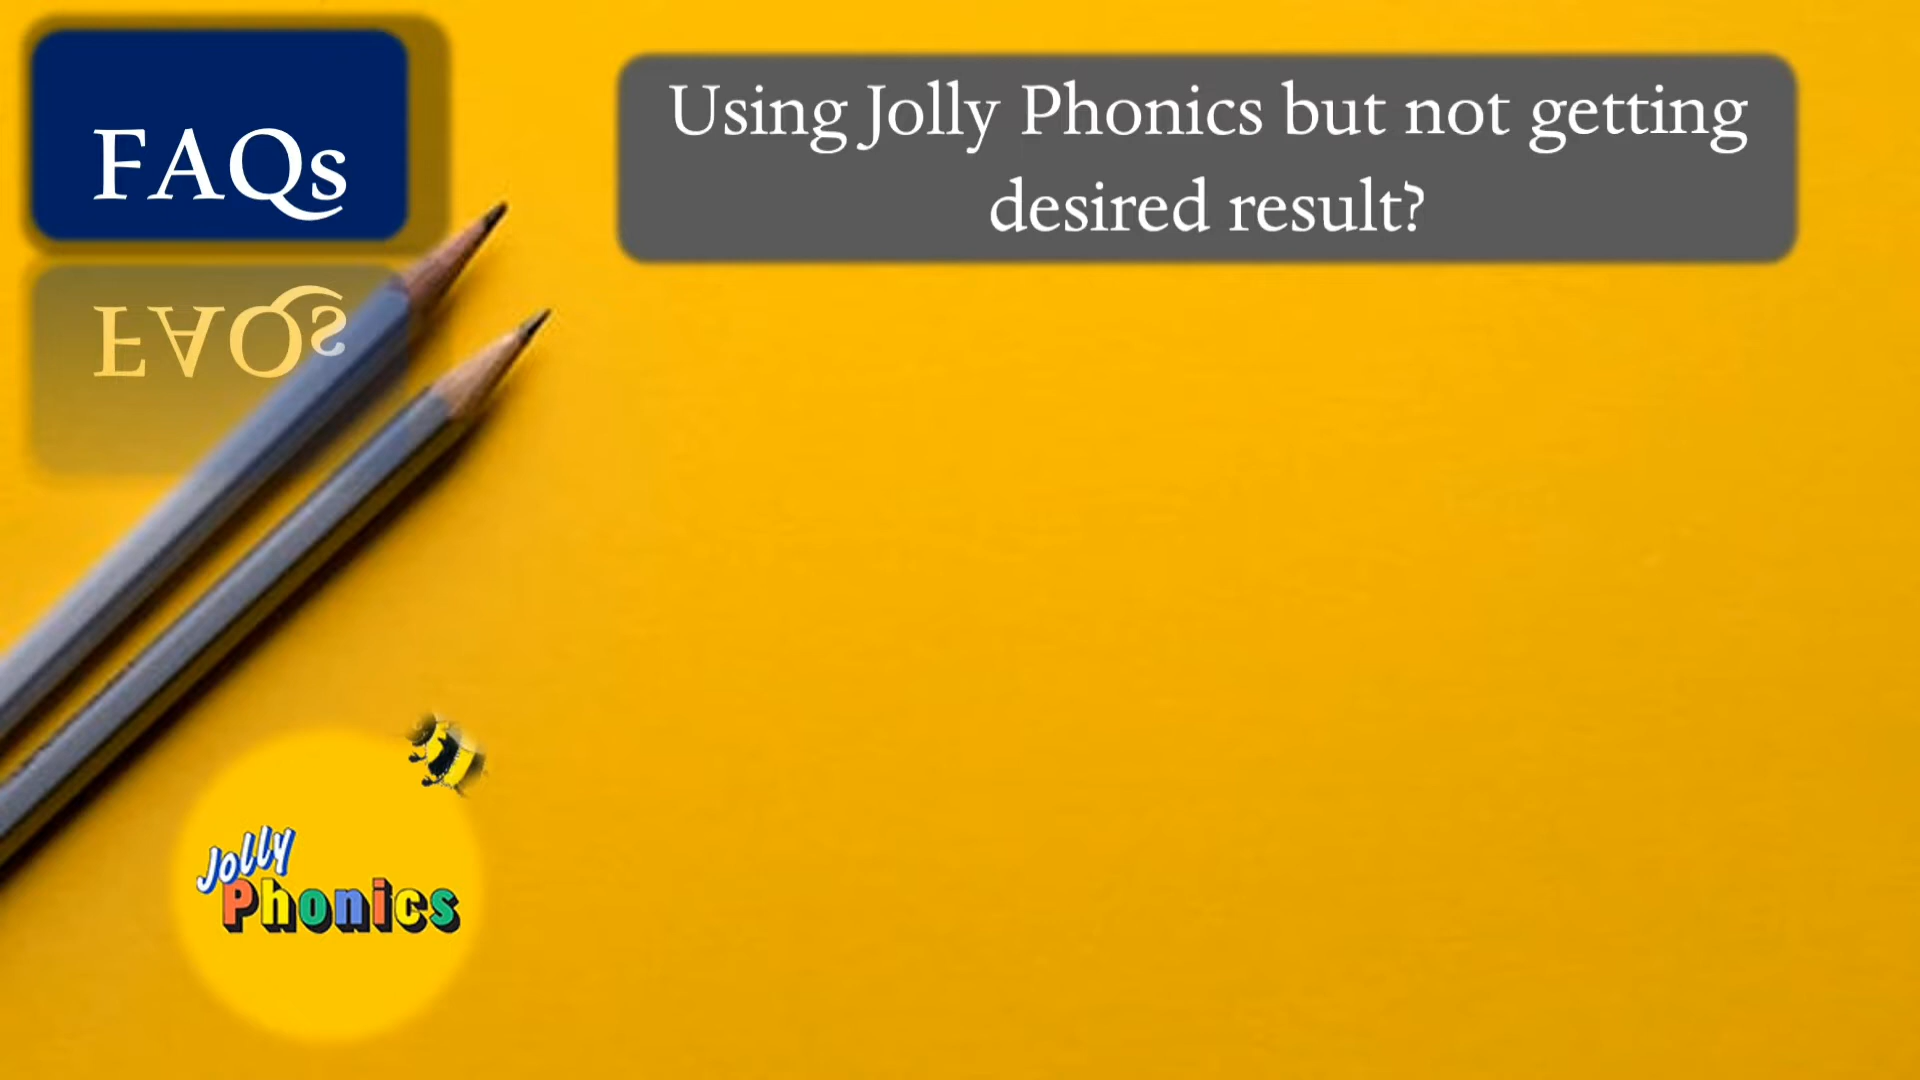 FAQs
Using Jolly Phonics but not getting
desired result?
FAQs
Jolly
Phonics